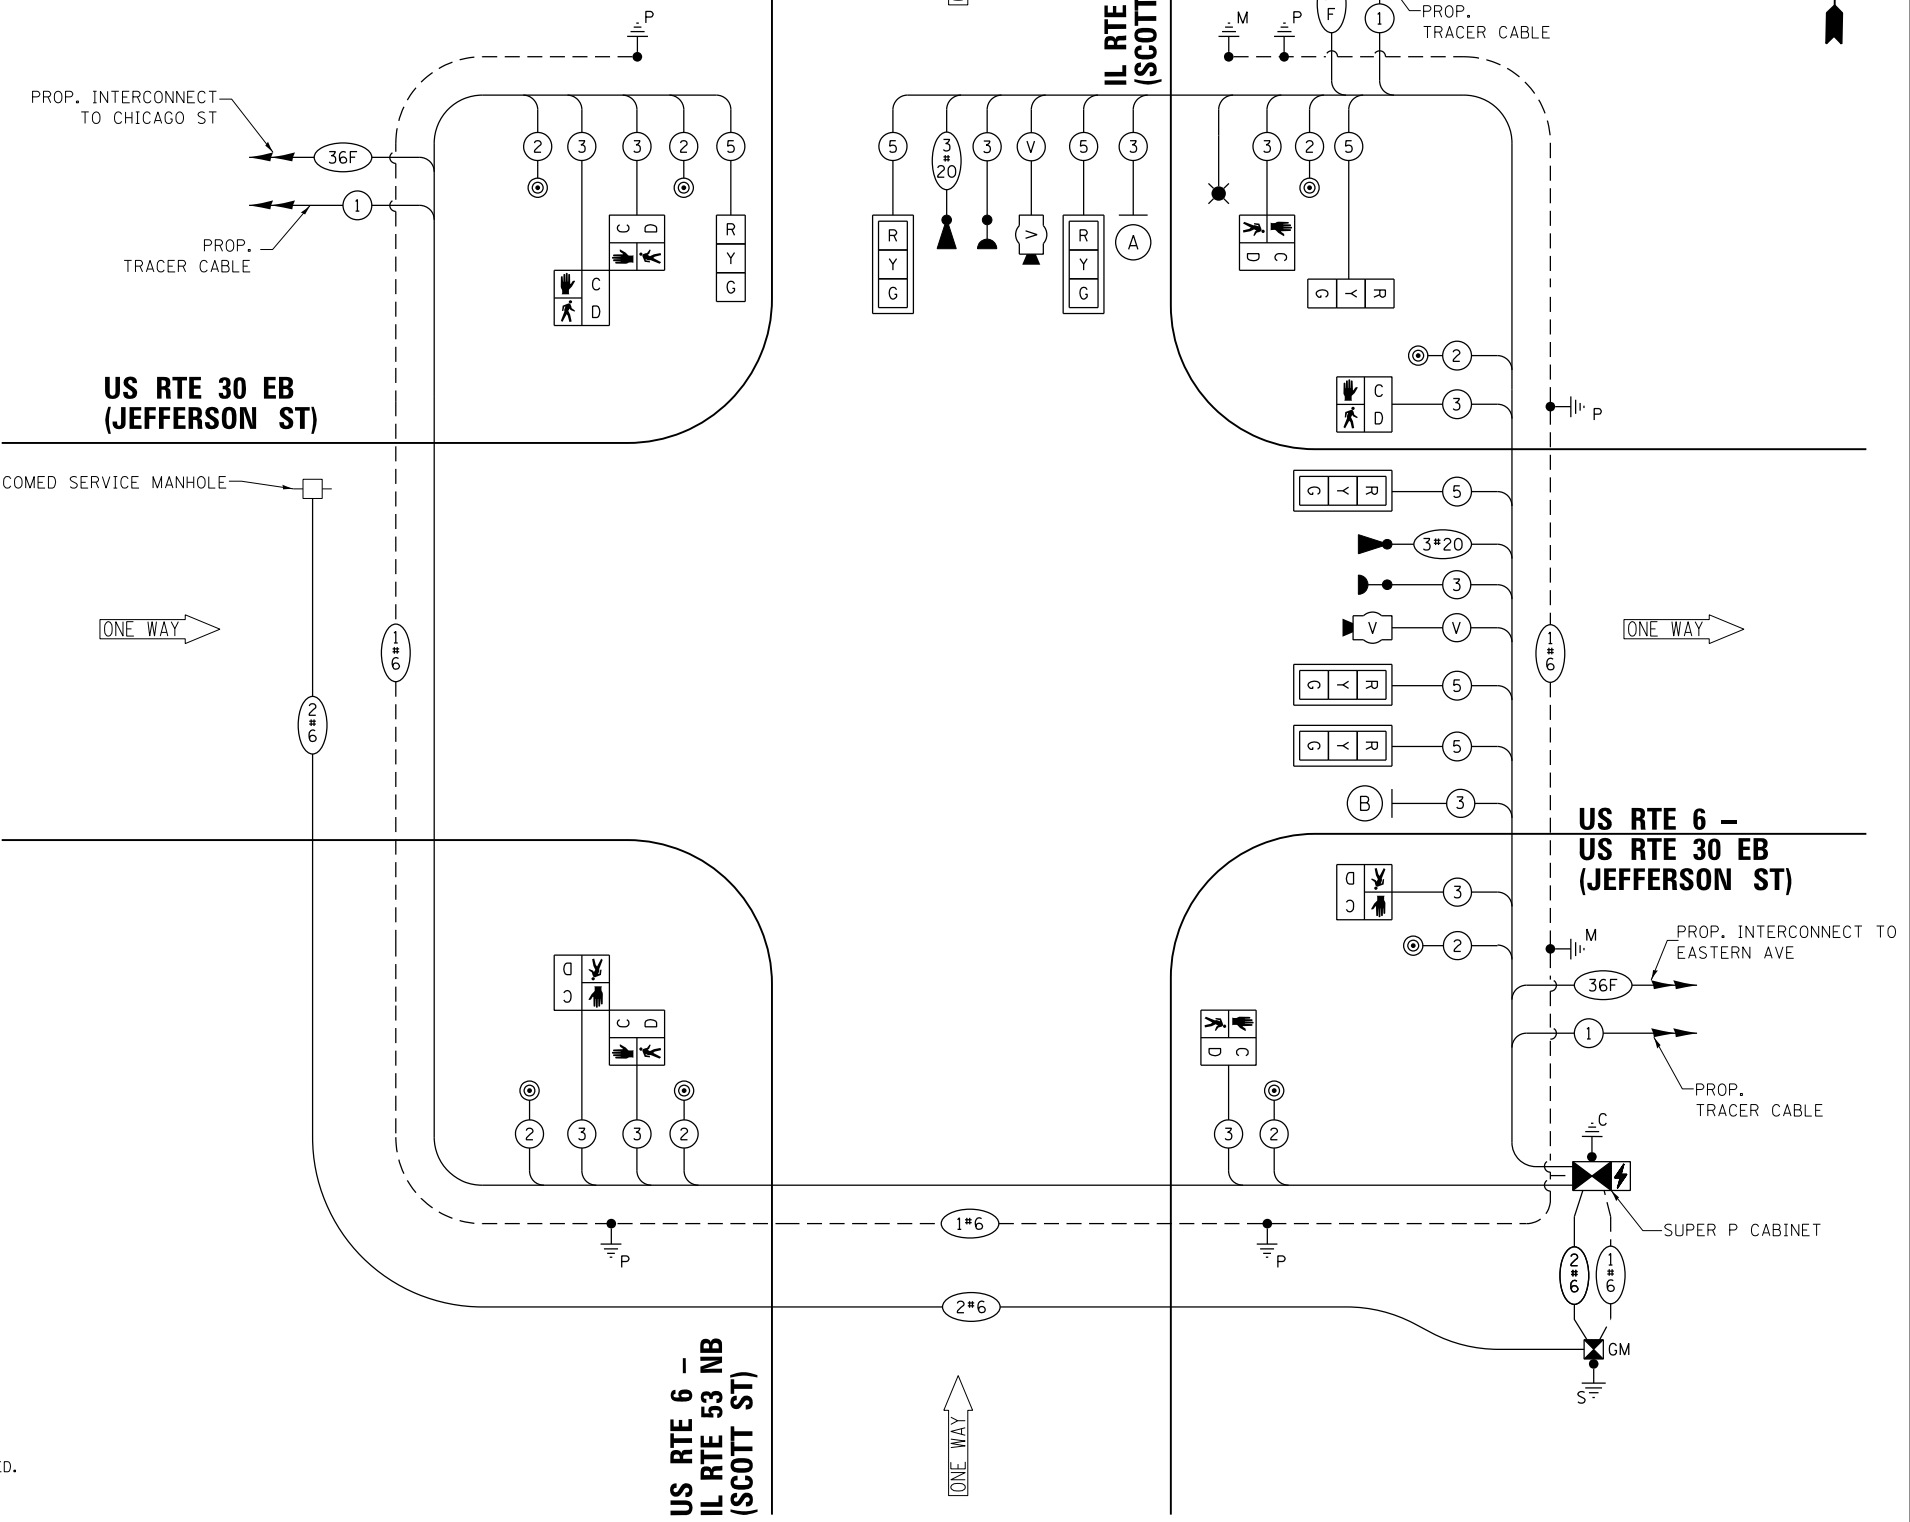 P
M
P
F
1
PROP.
TRACER CABLE
IL RTE
(SCOTT
PROP. INTERCONNECT
TO CHICAGO ST
36F
1
PROP.
TRACER CABLE
2
3
3
2
5
C D
C
D
R
Y
G
5
3
#
20
3
V
5
3
R
Y
G
V
R
Y
G
A
3
2
5
D C
G Y R
2
3
C
D
P
US RTE 30 EB
(JEFFERSON ST)
COMED SERVICE MANHOLE
G Y R
5
3#20
3
V
V
G Y R
5
G Y R
5
B
3
ONE WAY
ONE WAY
1
#
6
1
#
6
2
#
6
US RTE 6 –
US RTE 30 EB
(JEFFERSON ST)
D
C
3
2
M
PROP. INTERCONNECT TO
EASTERN AVE
36F
1
PROP.
TRACER CABLE
D
C
C D
2
3
3
2
D C
3
2
C
SUPER P CABINET
1#6
P
P
2
#
6
1
#
6
2#6
GM
S
US RTE 6 –
IL RTE 53 NB
(SCOTT ST)
ONE WAY
ED.